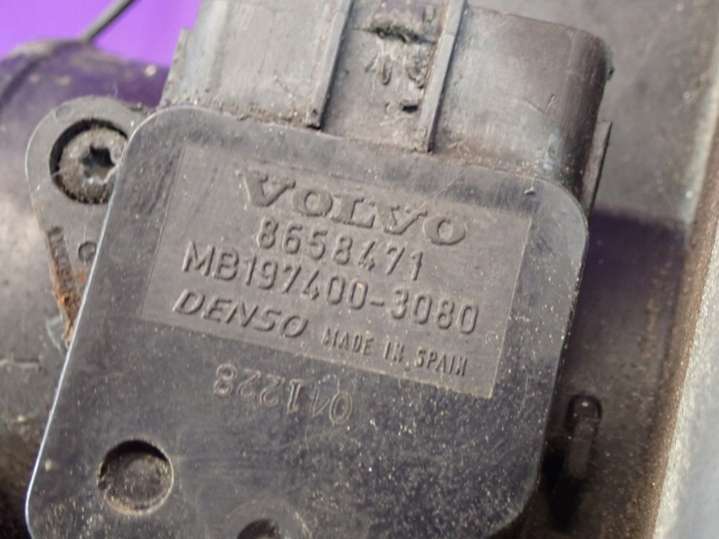 VOLVO
8658471
MB197400-3080
DENSO MADE IN SPAIN
041228